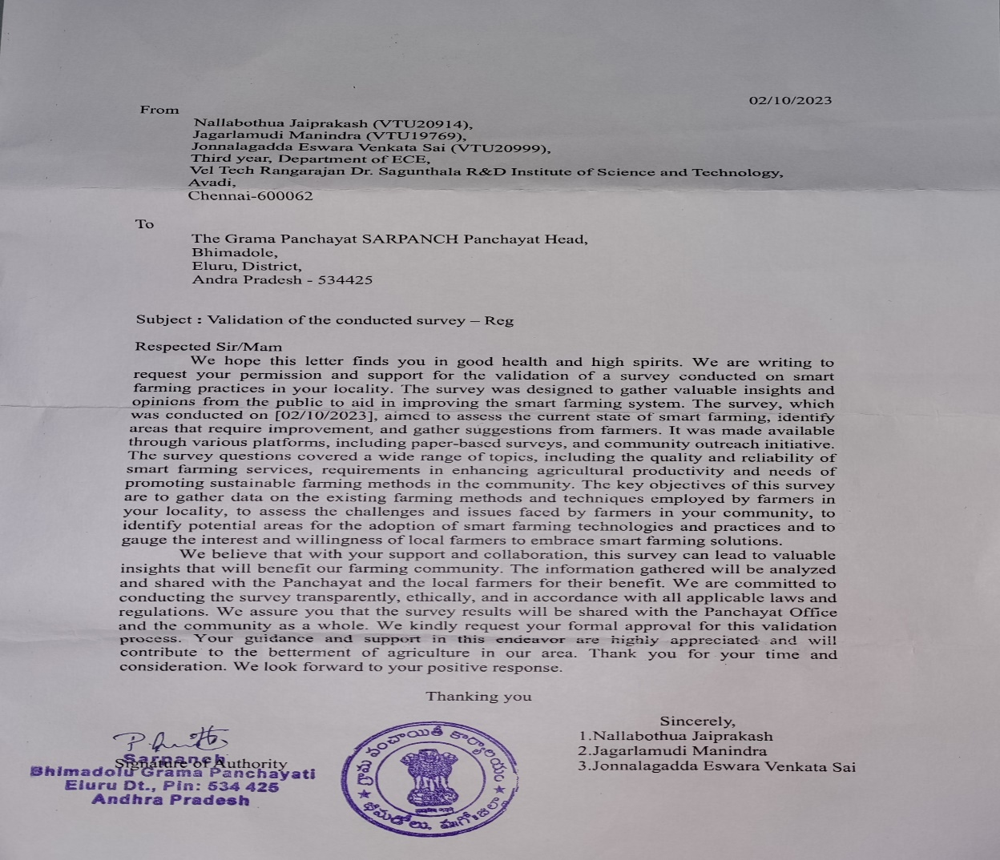 02/10/2023
From
Nallabothua Jaiprakash (VTU20914),
Jagarlamudi Manindra (VTU19769),
Jonnalagadda Eswara Venkata Sai (VTU20999),
Third year, Department of ECE,
Vel Tech Rangarajan Dr. Sagunthala R&D Institute of Science and Technology,
Avadi,
Chennai-600062
To
The Grama Panchayat SARPANCH Panchayat Head,
Bhimadole,
Eluru, District,
Andra Pradesh - 534425
Subject : Validation of the conducted survey – Reg
Respected Sir/Mam
We hope this letter finds you in good health and high spirits. We are writing to
request your permission and support for the validation of a survey conducted on smart
farming practices in your locality. The survey was designed to gather valuable insights and
opinions from the public to aid in improving the smart farming system. The survey, which
was conducted on [02/10/2023], aimed to assess the current state of smart farming, identify
areas that require improvement, and gather suggestions from farmers. It was made available
through various platforms, including paper-based surveys, and community outreach initiative.
The survey questions covered a wide range of topics, including the quality and reliability of
smart farming services, requirements in enhancing agricultural productivity and needs of
promoting sustainable farming methods in the community. The key objectives of this survey
are to gather data on the existing farming methods and techniques employed by farmers in
your locality, to assess the challenges and issues faced by farmers in your community, to
identify potential areas for the adoption of smart farming technologies and practices and to
gauge the interest and willingness of local farmers to embrace smart farming solutions.
We believe that with your support and collaboration, this survey can lead to valuable
insights that will benefit our farming community. The information gathered will be analyzed
and shared with the Panchayat and the local farmers for their benefit. We are committed to
conducting the survey transparently, ethically, and in accordance with all applicable laws and
regulations. We assure you that the survey results will be shared with the Panchayat Office
and the community as a whole. We kindly request your formal approval for this validation
process. Your guidance and support in this endeavor are highly appreciated and will
contribute to the betterment of agriculture in our area. Thank you for your time and
consideration. We look forward to your positive response.
Thanking you
Sincerely,
1.Nallabothua Jaiprakash
2.Jagarlamudi Manindra
3.Jonnalagadda Eswara Venkata Sai
Sarpanch
Signature of Authority
Bhimadolu Grama Panchayati
Eluru Dt., Pin: 534 425
Andhra Pradesh
గ్రామ పంచాయితీ కార్యాలయం
భీమడోలు,